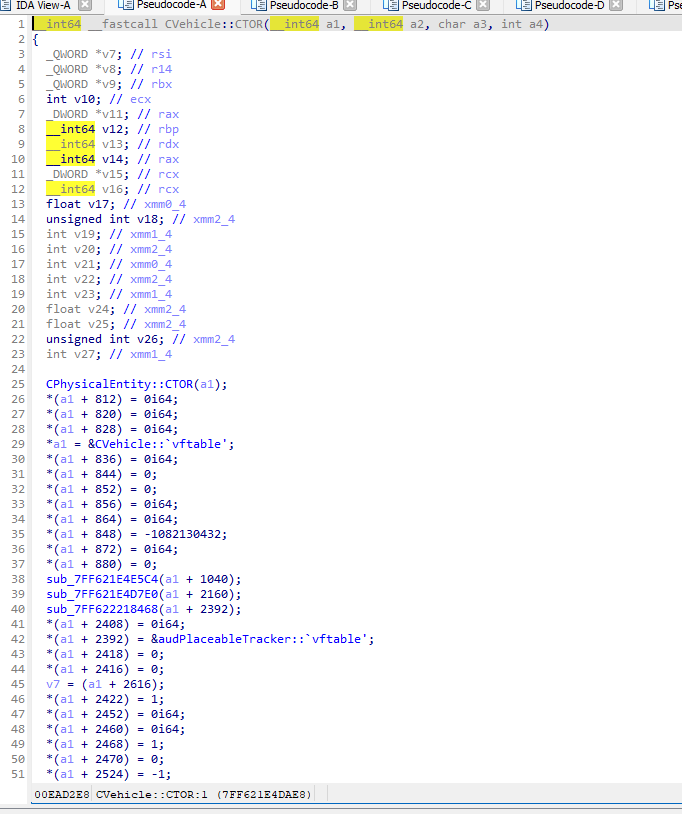 IDA View-A Pseudocode-A Pseudocode-B Pseudocode-C Pseudocode-D Ps
1 __int64 __fastcall CVehicle::CTOR(__int64 a1, __int64 a2, char a3, int a4)
2 {
3 _QWORD *v7; // rsi
4 _QWORD *v8; // r14
5 _QWORD *v9; // rbx
6 int v10; // ecx
7 _DWORD *v11; // rax
8 __int64 v12; // rbp
9 __int64 v13; // rdx
10 __int64 v14; // rax
11 _DWORD *v15; // rcx
12 __int64 v16; // rcx
13 float v17; // xmm0_4
14 unsigned int v18; // xmm2_4
15 int v19; // xmm1_4
16 int v20; // xmm2_4
17 int v21; // xmm0_4
18 int v22; // xmm2_4
19 int v23; // xmm1_4
20 float v24; // xmm2_4
21 float v25; // xmm2_4
22 unsigned int v26; // xmm2_4
23 int v27; // xmm1_4
24
25 CPhysicalEntity::CTOR(a1);
26 *(a1 + 812) = 0i64;
27 *(a1 + 820) = 0i64;
28 *(a1 + 828) = 0i64;
29 *a1 = &CVehicle::`vftable';
30 *(a1 + 836) = 0i64;
31 *(a1 + 844) = 0;
32 *(a1 + 852) = 0;
33 *(a1 + 856) = 0i64;
34 *(a1 + 864) = 0i64;
35 *(a1 + 848) = -1082130432;
36 *(a1 + 872) = 0i64;
37 *(a1 + 880) = 0;
38 sub_7FF621E4E5C4(a1 + 1040);
39 sub_7FF621E4D7E0(a1 + 2160);
40 sub_7FF622218468(a1 + 2392);
41 *(a1 + 2408) = 0i64;
42 *(a1 + 2392) = &audPlaceableTracker::`vftable';
43 *(a1 + 2418) = 0;
44 *(a1 + 2416) = 0;
45 v7 = (a1 + 2616);
46 *(a1 + 2422) = 1;
47 *(a1 + 2452) = 0i64;
48 *(a1 + 2460) = 0i64;
49 *(a1 + 2468) = 1;
50 *(a1 + 2470) = 0;
51 *(a1 + 2524) = -1;
00EAD2E8 CVehicle::CTOR:1 (7FF621E4DAE8)